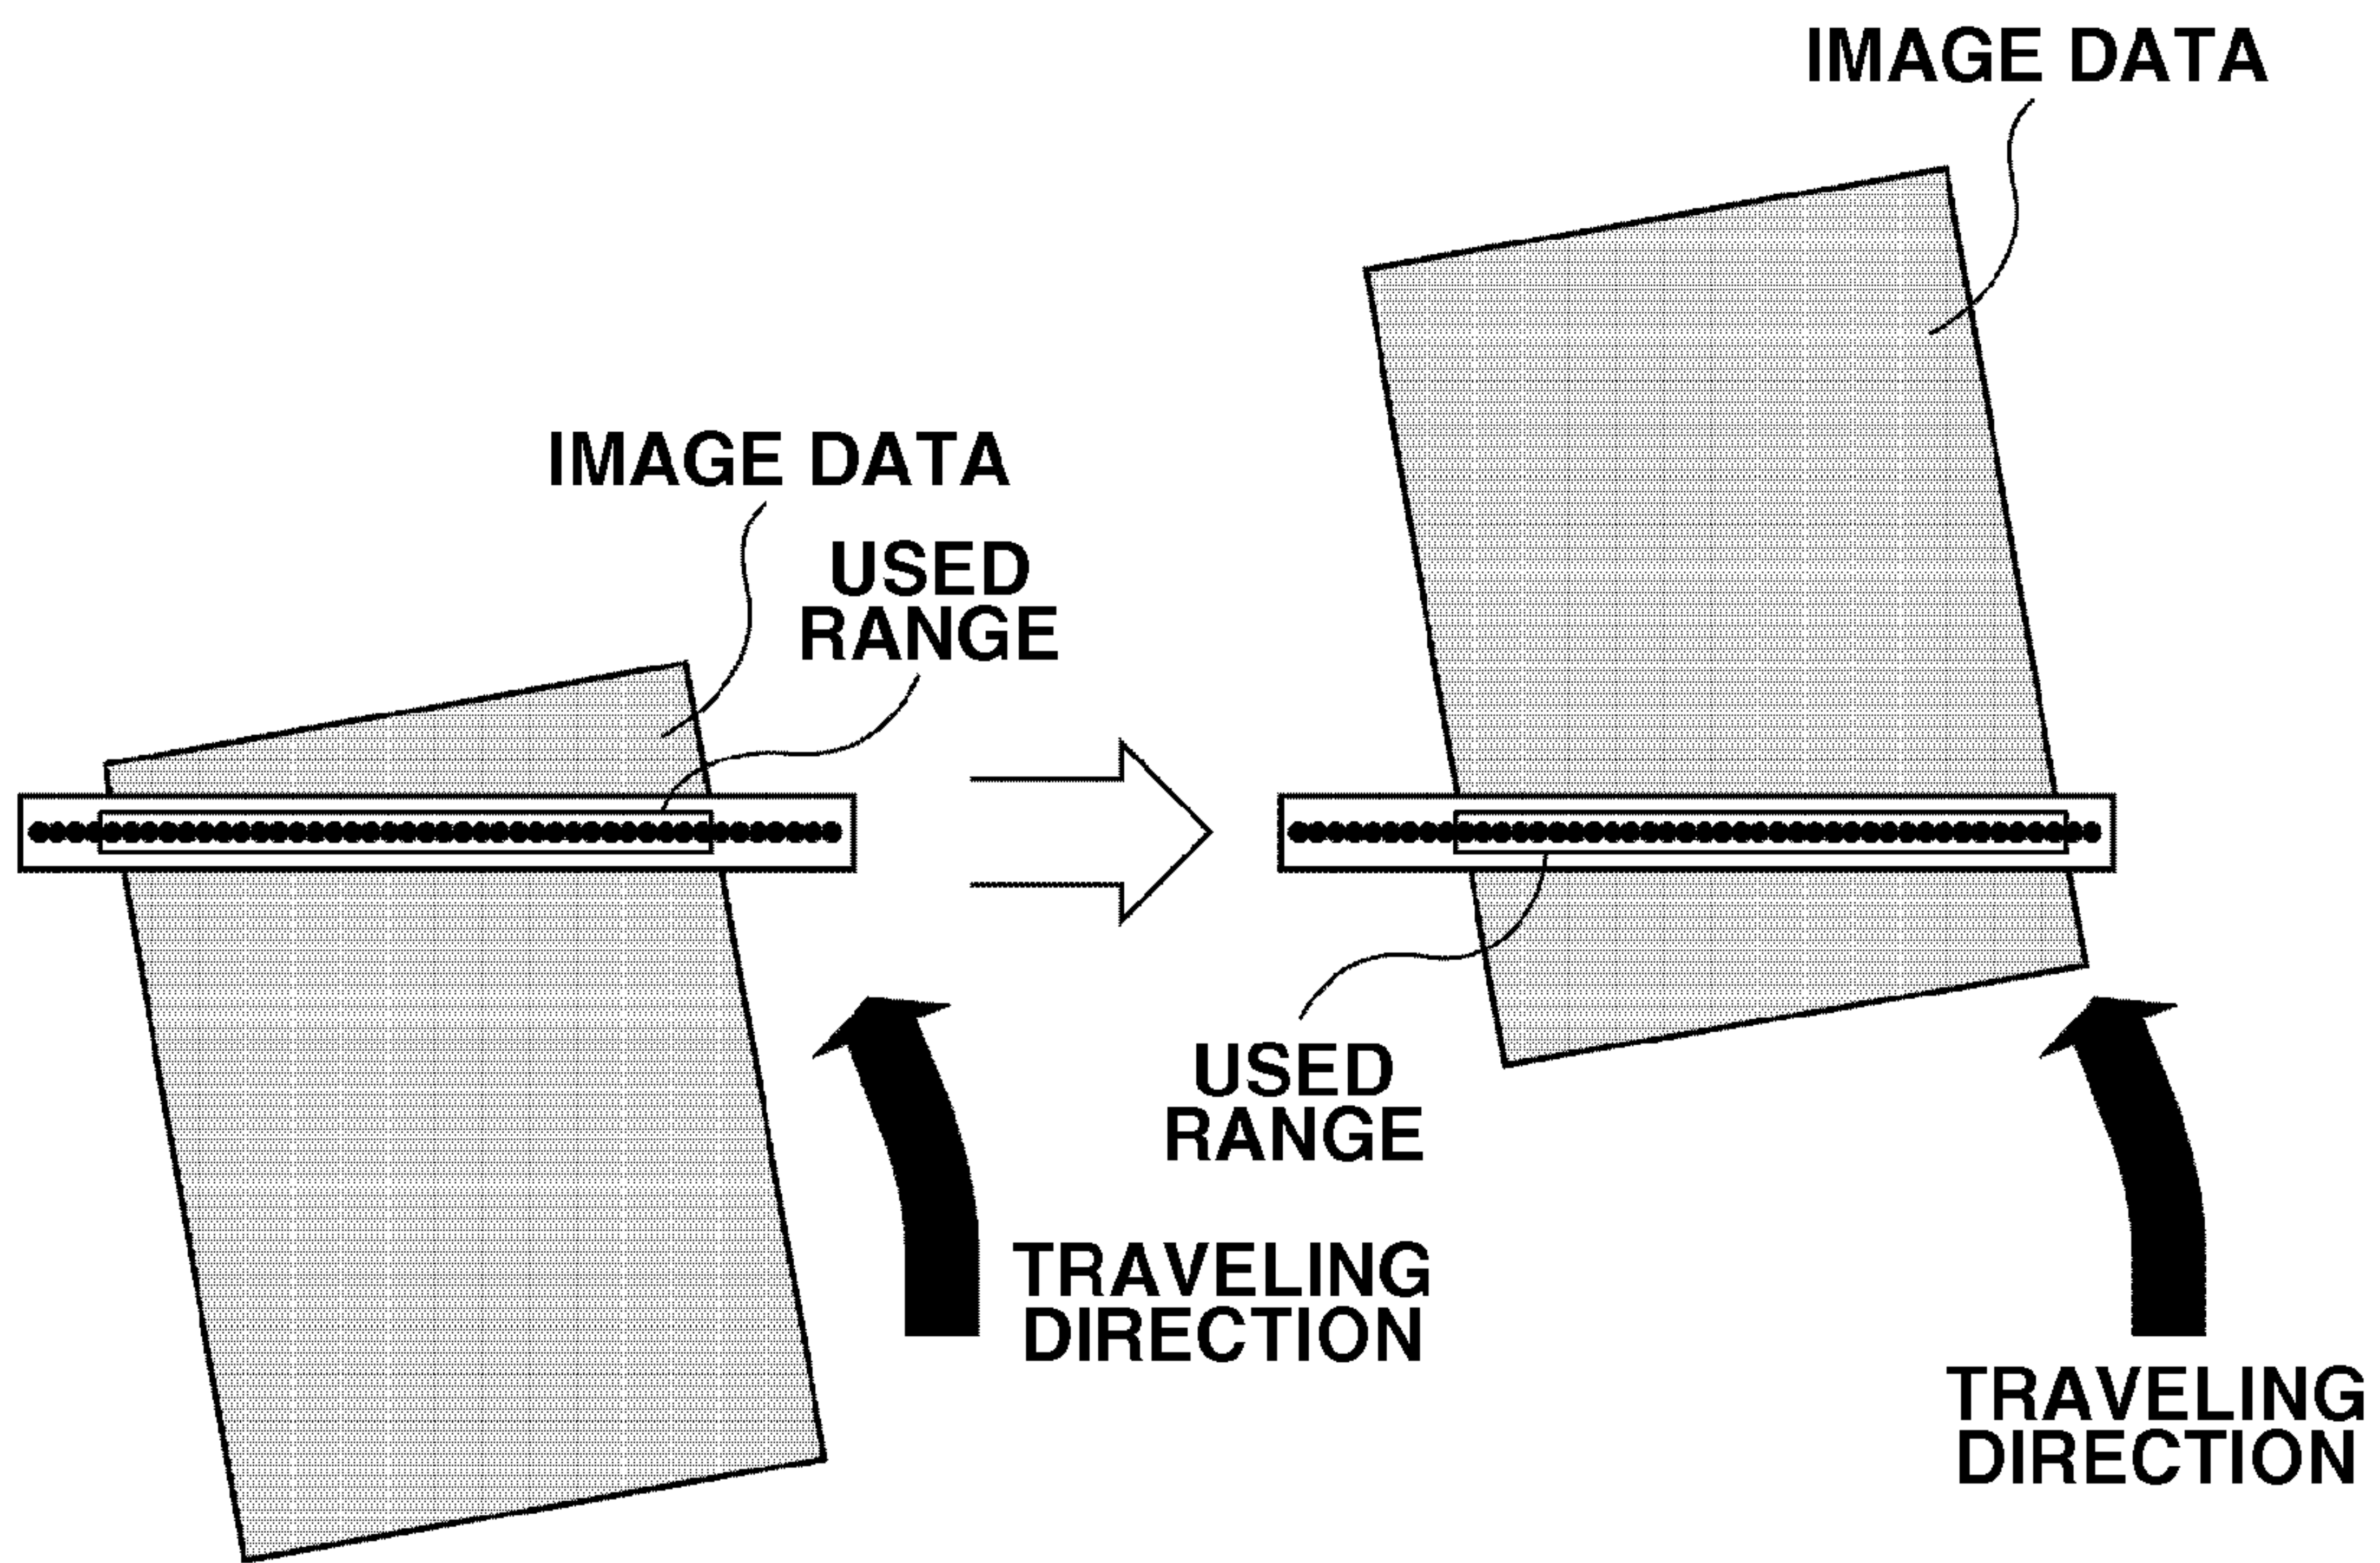 IMAGE DATA
IMAGE DATA
USED
RANGE
USED
RANGE
TRAVELING
DIRECTION
TRAVELING
DIRECTION